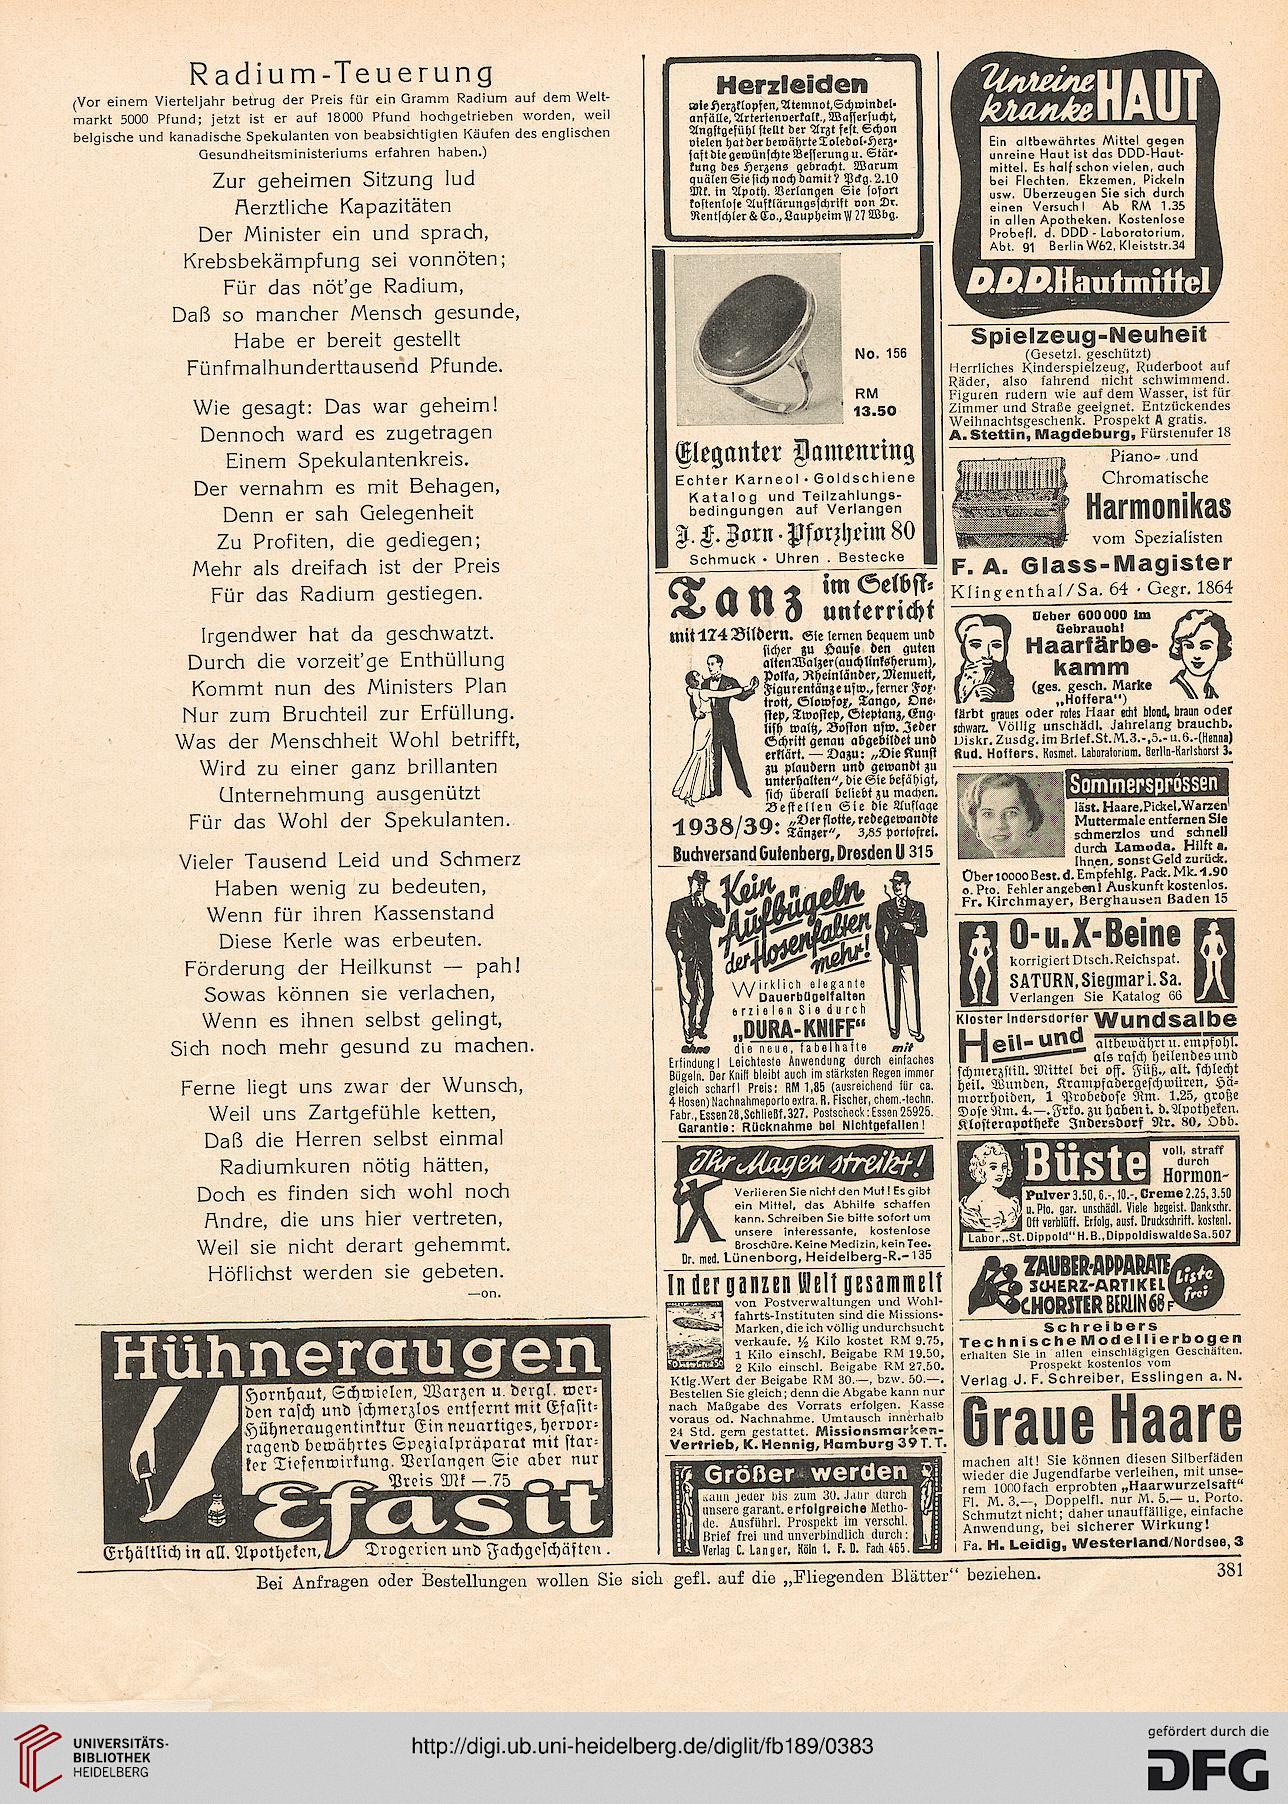 Radium-Teuerung
(Vor einem Vierteljahr betrug der Preis für ein Gramm Radium auf dem Welt-
markt 5000 Pfund; jetzt ist er auf 18000 Pfund hochgetrieben worden, weil
belgische und kanadische Spekulanten von beabsichtigten Käufen des englischen
Gesundheitsministeriums erfahren haben.)
Zur geheimen Sitzung lud
Aerztliche Kapazitäten
Der Minister ein und sprach,
Krebsbekämpfung sei vonnöten;
Für das nöt'ge Radium,
Daß so mancher Mensch gesunde,
Habe er bereit gestellt
Fünfmalhunderttausend Pfunde.
Wie gesagt: Das war geheim!
Dennoch ward es zugetragen
Einem Spekulantenkreis.
Der vernahm es mit Behagen,
Denn er sah Gelegenheit
Zu Profiten, die gediegen;
Mehr als dreifach ist der Preis
Für das Radium gestiegen.
Irgendwer hat da geschwatzt.
Durch die vorzeit'ge Enthüllung
Kommt nun des Ministers Plan
Nur zum Bruchteil zur Erfüllung.
Was der Menschheit Wohl betrifft,
Wird zu einer ganz brillanten
Unternehmung ausgenützt
Für das Wohl der Spekulanten.
Vieler Tausend Leid und Schmerz
Haben wenig zu bedeuten,
Wenn für ihren Kassenstand
Diese Kerle was erbeuten.
Förderung der Heilkunst — pah!
Sowas können sie verlachen,
Wenn es ihnen selbst gelingt,
Sich noch mehr gesund zu machen.
Ferne liegt uns zwar der Wunsch,
Weil uns Zartgefühle ketten,
Daß die Herren selbst einmal
Radiumkuren nötig hätten,
Doch es finden sich wohl noch
Andre, die uns hier vertreten,
Weil sie nicht derart gehemmt.
Höflichst werden sie gebeten.
—on.
Hühneraugen
Hornhaut, Schwielen, Warzen u. dergl. wer-
den rasch und schmerzlos entfernt mit Efasit-
Hühneraugentinktur Ein neuartiges, hervor-
ragend bewährtes Spezialpräparat mit star-
ker Tiefenwirkung. Verlangen Sie aber nur
Preis Mk —.75
Efasit
Erhältlich in all. Apotheken, Drogerien und Fachgeschäften.
Herzleiden
wie Herzklopfen, Atemnot, Schwindel-
anfälle, Arterienverkalk., Wassersucht,
Angstgefühl stellt der Arzt fest. Schon
vielen hat der bewährte Toledol-Herz-
saft die gewünschte Besserung u. Stär-
kung des Herzens gebracht. Warum
quälen Sie sich noch damit? Pckg. 2.10
Mk. in Apoth. Verlangen Sie sofort
kostenlose Aufklärungsschrift von Dr.
Rentschler & Co., Laupheim W 27 Wbg.
No. 156
RM
13.50
Eleganter Damenring
Echter Karneol · Goldschiene
Katalog und Teilzahlungs-
bedingungen auf Verlangen
J. F. Zorn · Pforzheim 80
Schmuck · Uhren . Bestecke
Tanz im Selbst-
unterricht
mit 174 Bildern. Sie lernen bequem und
sicher zu Hause den guten
alten Walzer (auch linksherum),
Polka, Rheinländer, Menuett,
Figurentänze usw., ferner Fox-
trott, Slowfox, Tango, One-
step, Twostep, Steptanz, Eng-
lish waltz, Boston usw. Jeder
Schritt genau abgebildet und
erklärt. — Dazu: „Die Kunst
zu plaudern und gewandt zu
unterhalten", die Sie befähigt,
sich überall beliebt zu machen.
Bestellen Sie die Auflage
1938/39: „Der flotte, redegewandte
Tänzer", 3,85 portofrei.
Buchversand Gutenberg, Dresden U 315
Kein
Aufbügeln
der Hosenfalten
mehr!
Wirklich elegante
Dauerbügelfalten
erzielen Sie durch
„DURA-KNIFF"
ohne die neue, fabelhafte mit
Erfindung! Leichteste Anwendung durch einfaches
Bügeln. Der Kniff bleibt auch im stärksten Regen immer
gleich scharf! Preis: RM 1,85 (ausreichend für ca.
4 Hosen) Nachnahmeporto extra. R. Fischer, chem.-techn.
Fabr., Essen 28, Schließf. 327. Postscheck: Essen 25925.
Garantie: Rücknahme bei Nichtgefallen!
Ihr Magen streikt!
Verlieren Sie nicht den Mut! Es gibt
ein Mittel, das Abhilfe schaffen
kann. Schreiben Sie bitte sofort um
unsere interessante, kostenlose
Broschüre. Keine Medizin, kein Tee.
Dr. med. Lünenborg, Heidelberg-R.-135
In der ganzen Welt gesammelt
von Postverwaltungen und Wohl-
fahrts-Instituten sind die Missions-
Marken, die ich völlig undurchsucht
verkaufe. ½ Kilo kostet RM 9.75,
1 Kilo einschl. Beigabe RM 19.50,
2 Kilo einschl. Beigabe RM 27.50.
Ktlg. Wert der Beigabe RM 30.—, bzw. 50.—.
Bestellen Sie gleich; denn die Abgabe kann nur
nach Maßgabe des Vorrats erfolgen. Kasse
voraus od. Nachnahme. Umtausch innerhalb
24 Std. gern gestattet. Missionsmarken-
Vertrieb, K. Hennig, Hamburg 39 T. T.
Größer werden
kann jeder bis zum 30. Jahr durch
unsere garant. erfolgreiche Metho-
de. Ausführl. Prospekt im verschl.
Brief frei und unverbindlich durch:
Verlag C. Langer, Köln 1. F. D. Fach 465.
Unreine
kranke HAUT
Ein altbewährtes Mittel gegen
unreine Haut ist das DDD-Haut-
mittel. Es half schon vielen, auch
bei Flechten, Ekzemen, Pickeln
usw. Überzeugen Sie sich durch
einen Versuch! Ab RM 1.35
in allen Apotheken. Kostenlose
Probefl. d. DDD - Laboratorium,
Abt. 91 Berlin W62, Kleiststr. 34
D.D.D. Hautmittel
Spielzeug-Neuheit
(Gesetzl. geschützt)
Herrliches Kinderspielzeug, Ruderboot auf
Räder, also fahrend nicht schwimmend.
Figuren rudern wie auf dem Wasser, ist für
Zimmer und Straße geeignet. Entzückendes
Weihnachtsgeschenk. Prospekt A gratis.
A. Stettin, Magdeburg, Fürstenufer 18
Piano- und
Chromatische
Harmonikas
vom Spezialisten
F. A. Glass-Magister
Klingenthal/Sa. 64 · Gegr. 1864
Ueber 600 000 im
Gebrauch!
Haarfärbe-
kamm
(ges. gesch. Marke
„Hoffera")
färbt graues oder rotes Haar echt blond, braun oder
schwarz. Völlig unschädl. Jahrelang brauchb.
Diskr. Zusdg. im Brief. St. M. 3.-, 5.- u. 6.-(Henna)
Rud. Hoffers, Kosmet. Laboratorium, Berlin-Karlshorst 3.
Sommersprossen
läst. Haare, Pickel, Warzen
Muttermale entfernen Sie
schmerzlos und schnell
durch Lamoda. Hilft a.
Ihnen, sonst Geld zurück.
Über 10000 Best. d. Empfehlg. Pack. Mk. 1.90
o. Pto. Fehler angeben! Auskunft kostenlos.
Fr. Kirchmayer, Berghausen Baden 15
O- u. X-Beine
korrigiert Dtsch. Reichspat.
SATURN, Siegmar i. Sa.
Verlangen Sie Katalog 66
Kloster Indersdorfer Wundsalbe
Heil- und altbewährt u. empfohl.
als rasch heilendes und
schmerzstill. Mittel bei off. Füß., alt. schlecht
heil. Wunden, Krampfadergeschwüren, Hä-
morrhoiden, 1 Probedose Rm. 1.25, große
Dose Rm. 4.—. Frko. zu haben i. d. Apotheken.
Klosterapotheke Indersdorf Nr. 80, Obb.
Büste voll, straff
durch
Hormon-
Pulver 3.50, 6.-, 10.-, Creme 2.25, 3.50
u. Pto. gar. unschädl. Viele begeist. Dankschr.
Oft verblüff. Erfolg, ausf. Druckschrift. kostenl.
Labor „St. Dippold" H. B., Dippoldiswalde Sa. 507
ZAUBER-APPARATE
SCHERZ-ARTIKEL
CHORSTER BERLIN 68 F
Liste
frei
Schreibers
Technische Modellierbogen
erhalten Sie in allen einschlägigen Geschäften.
Prospekt kostenlos vom
Verlag J. F. Schreiber, Esslingen a. N.
Graue Haare
machen alt! Sie können diesen Silberfäden
wieder die Jugendfarbe verleihen, mit unse-
rem 1000fach erprobten „Haarwurzelsaft"
Fl. M. 3.—, Doppelfl. nur M. 5.— u. Porto.
Schmutzt nicht; daher unauffällige, einfache
Anwendung, bei sicherer Wirkung!
Fa. H. Leidig, Westerland/Nordsee, 3
Bei Anfragen oder Bestellungen wollen Sie sich gefl. auf die „Fliegenden Blätter" beziehen.
381
UNIVERSITÄTS-
BIBLIOTHEK
HEIDELBERG
http://digi.ub.uni-heidelberg.de/diglit/fb189/0383
gefördert durch die
DFG